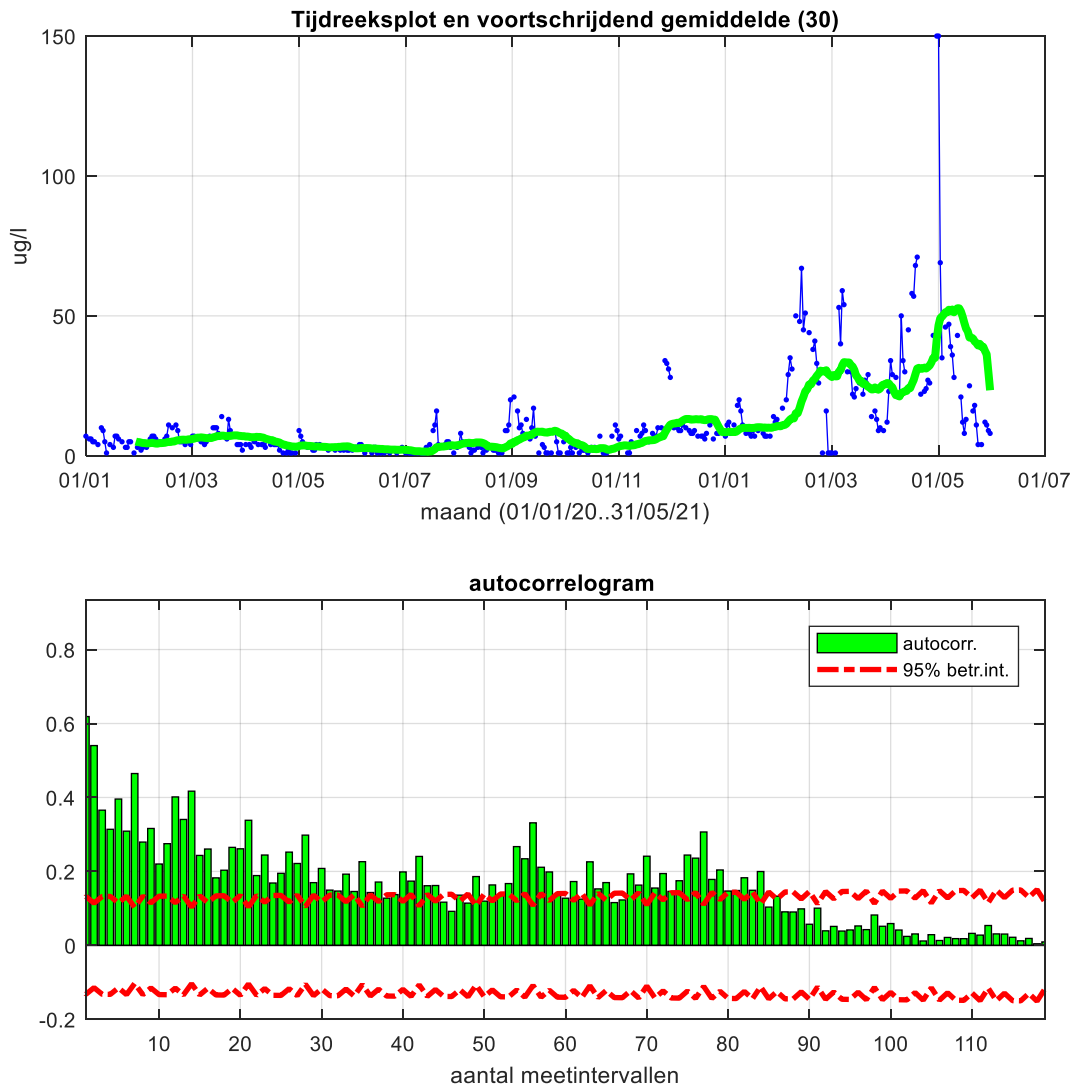 Tijdreeksplot en voortschrijdend gemiddelde (30)
150
100
50
0
ug/l
01/01 01/03 01/05 01/07 01/09 01/11 01/01 01/03 01/05 01/07
maand (01/01/20..31/05/21)
autocorrelogram
0.8
0.6
0.4
0.2
0
-0.2
autocorr.
95% betr.int.
10 20 30 40 50 60 70 80 90 100 110
aantal meetintervallen